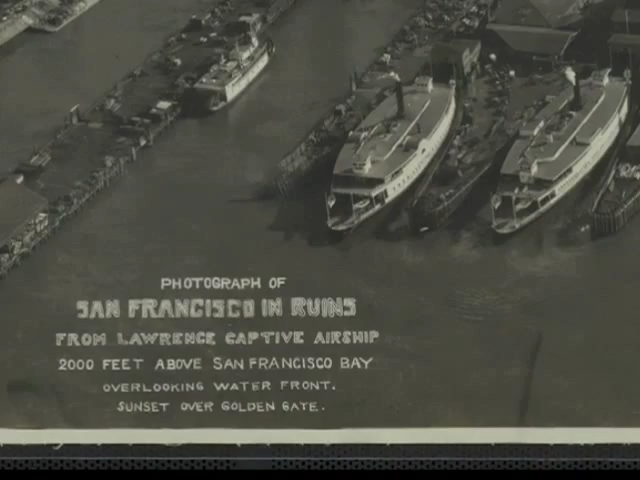 PHOTOGRAPH OF
SAN FRANCISCO IN RUINS
FROM LAWRENCE CAPTIVE AIRSHIP
2000 FEET ABOVE SAN FRANCISCO BAY
OVERLOOKING WATER FRONT.
SUNSET OVER GOLDEN GATE.